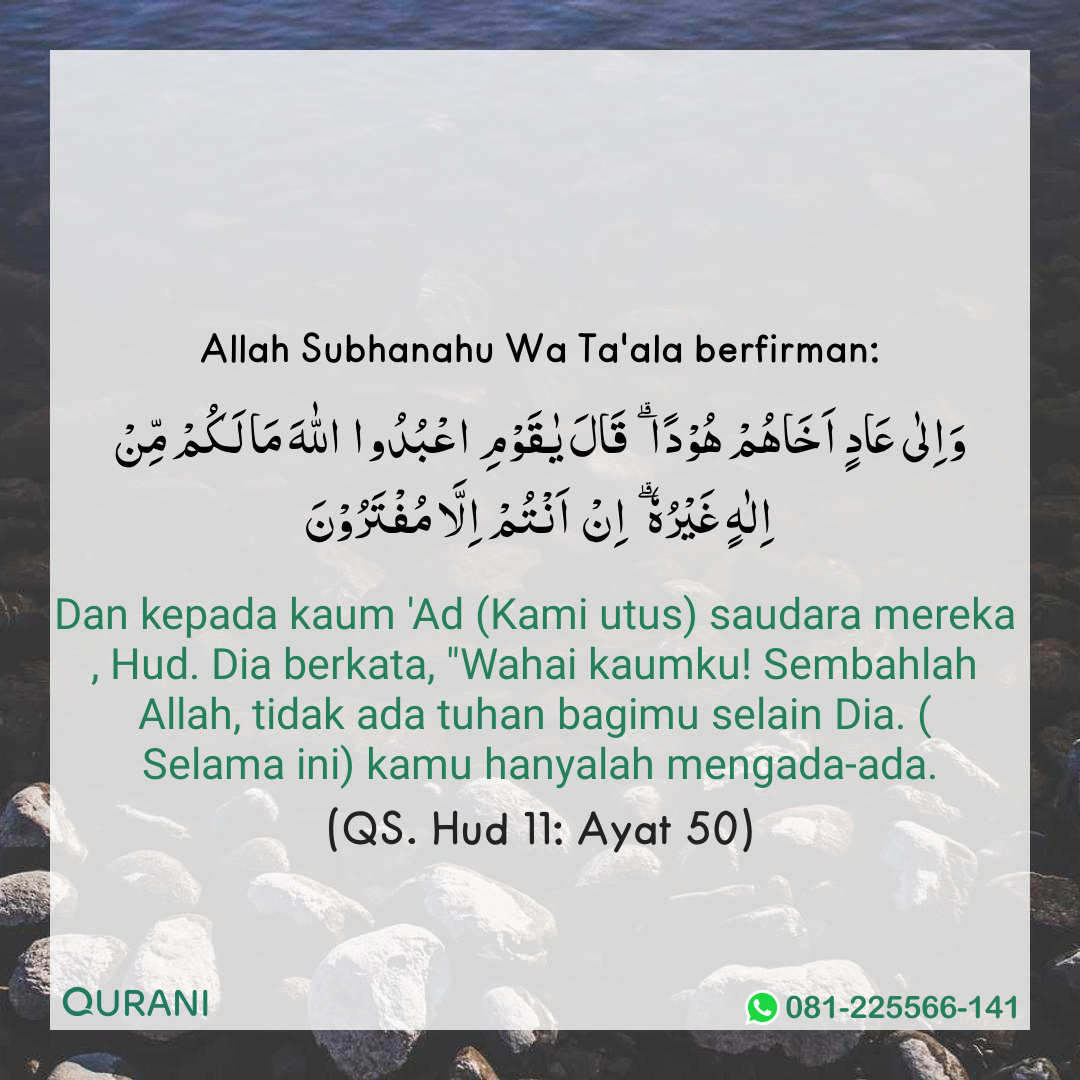 Allah Subhanahu Wa Ta'ala berfirman:
وَاِلٰى عَادٍ اَخَاهُمْ هُوْدًاۗ قَالَ يٰقَوْمِ اعْبُدُوا اللّٰهَ مَا لَكُمْ مِّنْ
اِلٰهٍ غَيْرُهٗۗ اِنْ اَنْتُمْ اِلَّا مُفْتَرُوْنَ
Dan kepada kaum 'Ad (Kami utus) saudara mereka
, Hud. Dia berkata, "Wahai kaumku! Sembahlah
Allah, tidak ada tuhan bagimu selain Dia. (
Selama ini) kamu hanyalah mengada-ada.
(QS. Hud 11: Ayat 50)
QURANI
081-225566-141